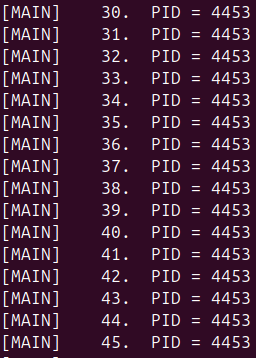 [MAIN]    30.  PID = 4453
[MAIN]    31.  PID = 4453
[MAIN]    32.  PID = 4453
[MAIN]    33.  PID = 4453
[MAIN]    34.  PID = 4453
[MAIN]    35.  PID = 4453
[MAIN]    36.  PID = 4453
[MAIN]    37.  PID = 4453
[MAIN]    38.  PID = 4453
[MAIN]    39.  PID = 4453
[MAIN]    40.  PID = 4453
[MAIN]    41.  PID = 4453
[MAIN]    42.  PID = 4453
[MAIN]    43.  PID = 4453
[MAIN]    44.  PID = 4453
[MAIN]    45.  PID = 4453